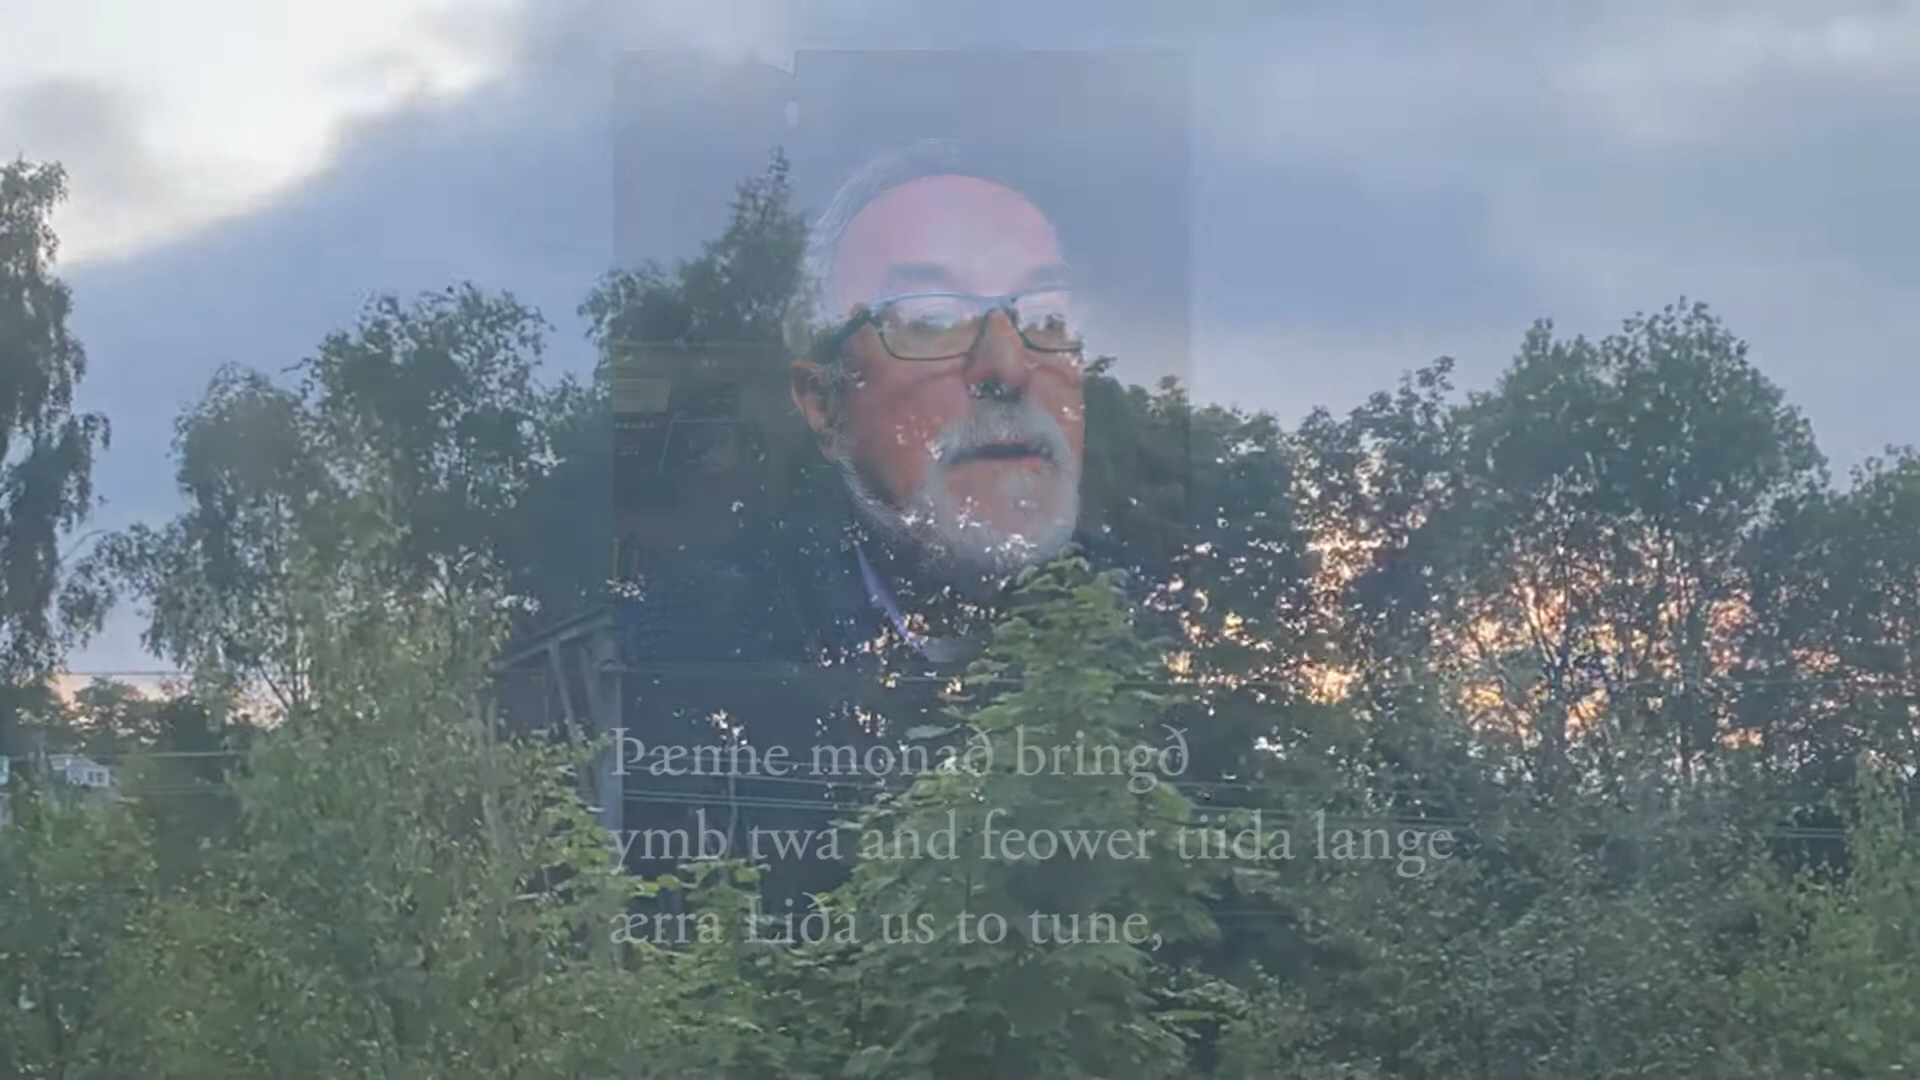 Þænne monað bringð
ymb twa and feower tiida lange
ærra Liða us to tune,